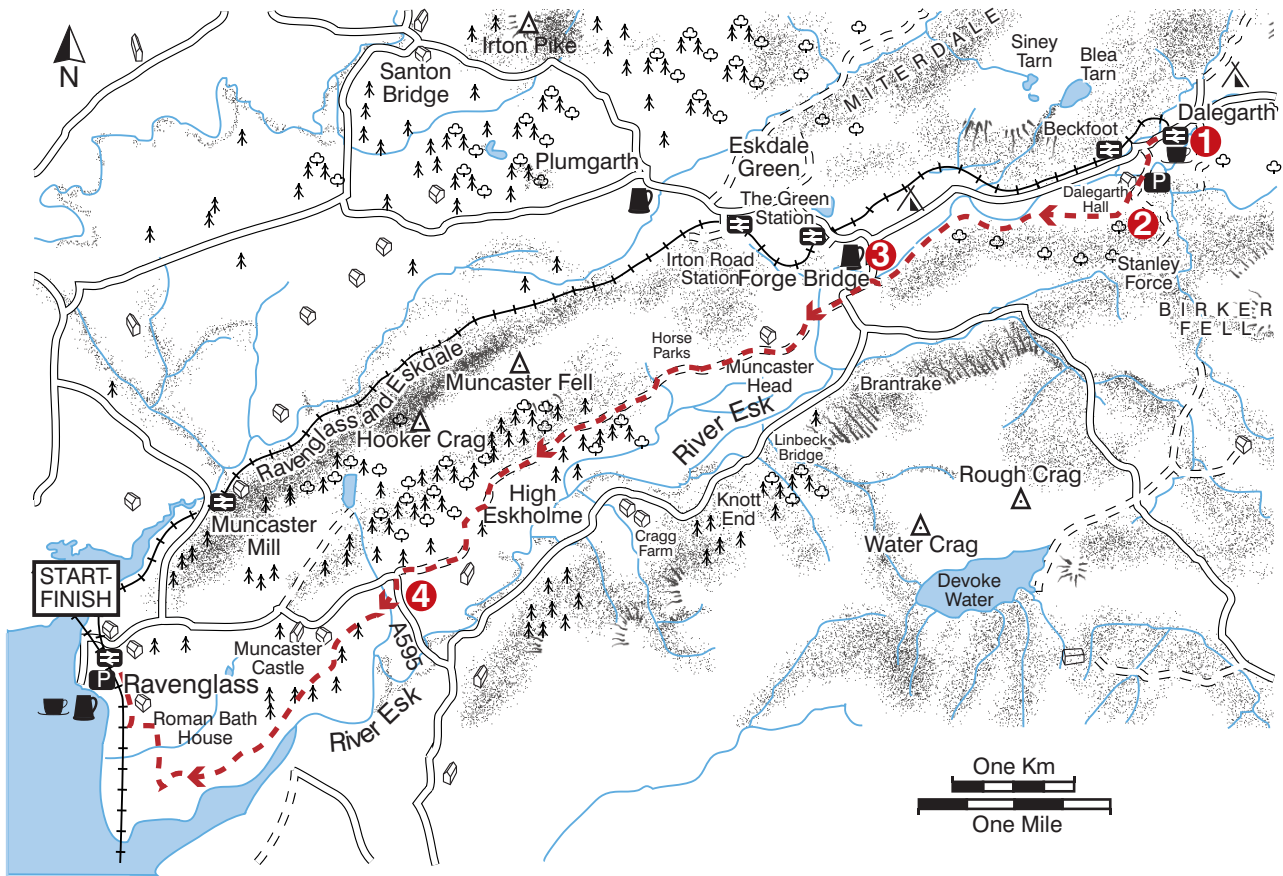 N
Irton Pike
Santon
Bridge
MITERDALE
Siney
Tarn
Blea
Tarn
Dalegarth
Beckfoot
1
Plumgarth
Eskdale
Green
Dalegarth
Hall
P
The Green
Station
2
3
Irton Road
Station
Forge Bridge
Stanley
Force
BIRKER
FELL
Ravenglass and Eskdale
Muncaster Fell
Horse
Parks
Muncaster
Head
Brantrake
Hooker Crag
River Esk
Linbeck
Bridge
Rough Crag
High
Eskholme
Knott
End
Cragg
Farm
Water Crag
Muncaster
Mill
START-
FINISH
Devoke
Water
4
A595
Muncaster
Castle
P
Ravenglass
Roman Bath
House
River Esk
One Km
One Mile